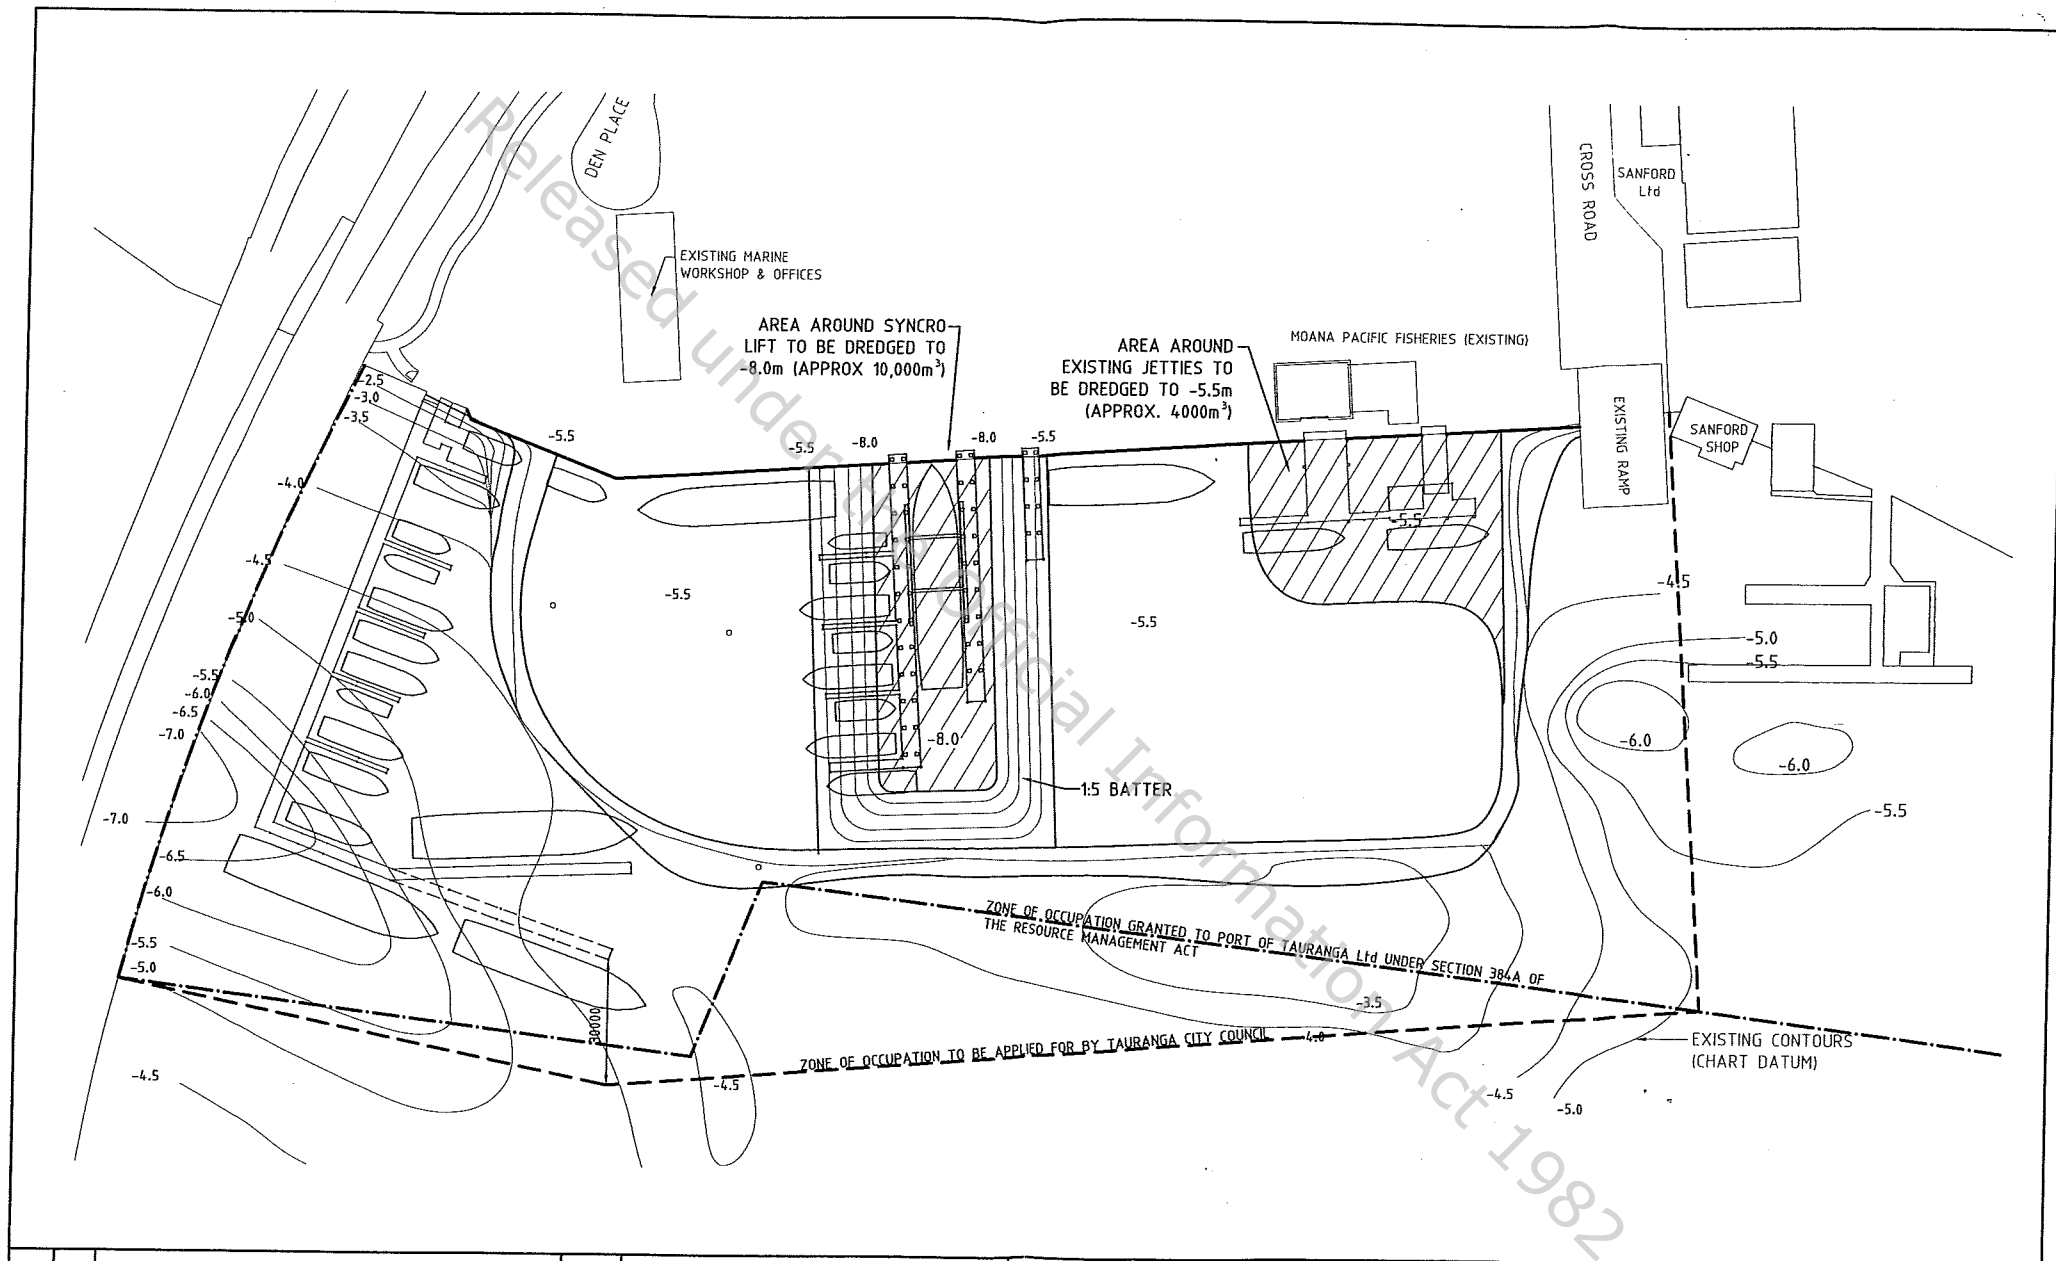 DEN PLACE
CROSS ROAD
SANFORD
Ltd
EXISTING MARINE
WORKSHOP & OFFICES
AREA AROUND SYNCRO
LIFT TO BE DREDGED TO
-8.0m (APPROX 10,000m³)
AREA AROUND
EXISTING JETTIES TO
BE DREDGED TO -5.5m
(APPROX. 4000m³)
MOANA PACIFIC FISHERIES (EXISTING)
EXISTING RAMP
SANFORD
SHOP
-2.5
-3.0
-3.5
-5.5
-5.5
-8.0
-8.0
-5.5
-4.0
-5.5
-4.5
-4.5
-5.0
-5.5
-5.5
-5.0
-5.5
-5.5
-6.0
-6.5
-7.0
-8.0
-6.0
-6.0
1:5 BATTER
-7.0
-5.5
-6.5
-6.0
-5.5
-5.0
ZONE OF OCCUPATION GRANTED TO PORT OF TAURANGA Ltd UNDER SECTION 384A OF
THE RESOURCE MANAGEMENT ACT
-3.5
30000
ZONE OF OCCUPATION TO BE APPLIED FOR BY TAURANGA CITY COUNCIL
-4.0
EXISTING CONTOURS
(CHART DATUM)
-4.5
-4.5
-4.5
-5.0
Released under the Official Information Act 1982